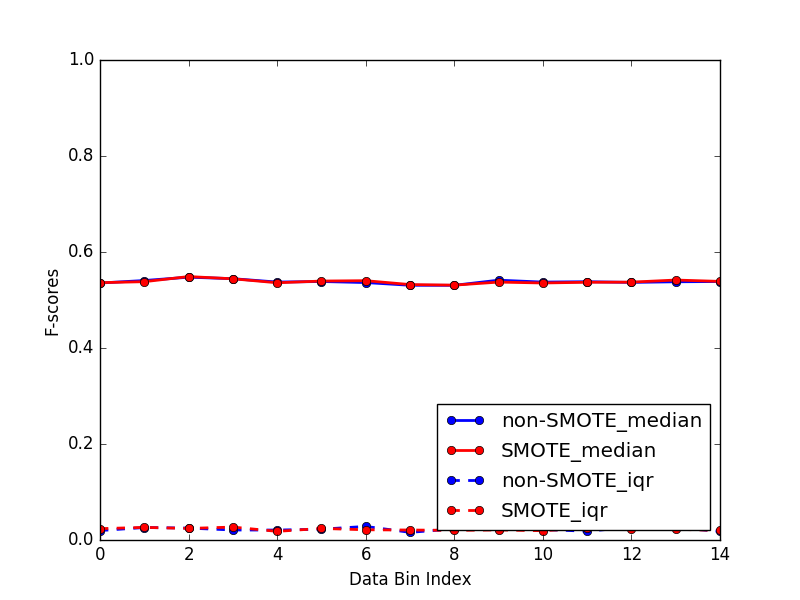 1.0
0.8
0.6
0.4
0.2
0.0
F-scores
non-SMOTE_median
SMOTE_median
non-SMOTE_iqr
SMOTE_iqr
0 2 4 6 8 10 12 14
Data Bin Index